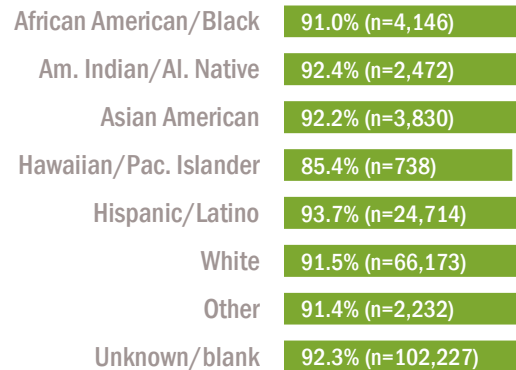 African American/Black 91.0% (n=4,146)
Am. Indian/Al. Native 92.4% (n=2,472)
Asian American 92.2% (n=3,830)
Hawaiian/Pac. Islander 85.4% (n=738)
Hispanic/Latino 93.7% (n=24,714)
White 91.5% (n=66,173)
Other 91.4% (n=2,232)
Unknown/blank 92.3% (n=102,227)